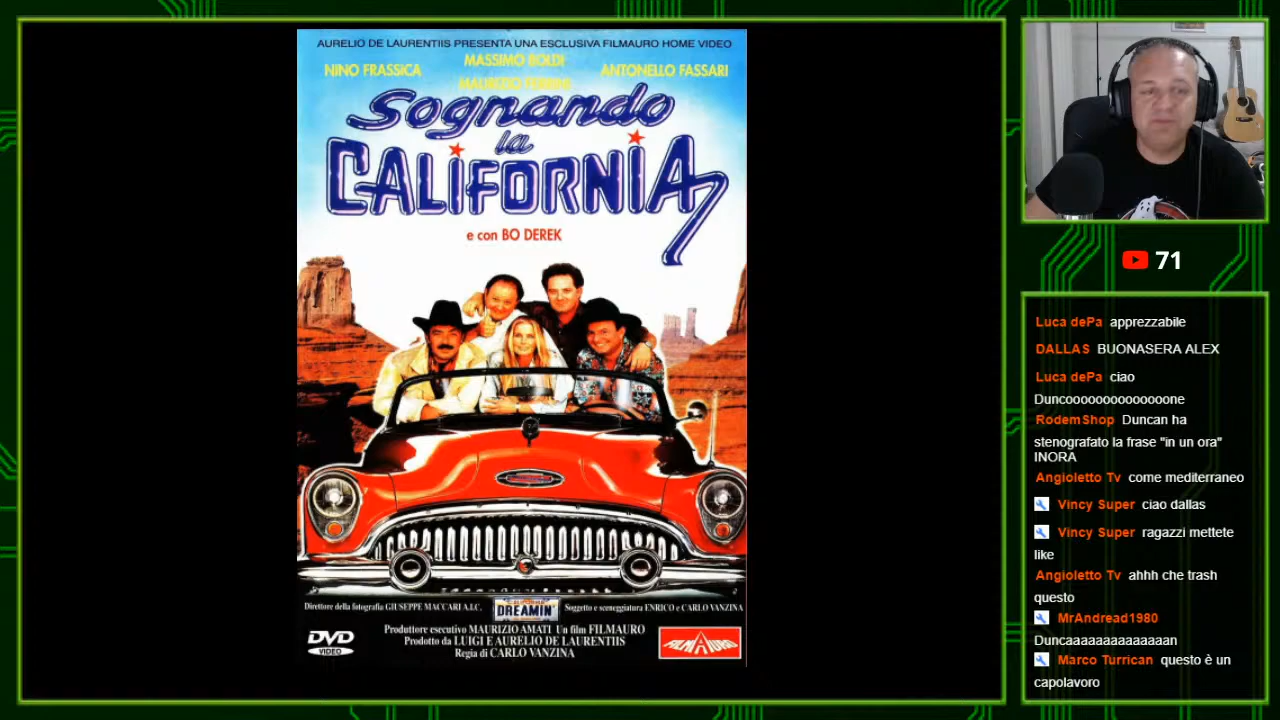 AURELIO DE LAURENTIIS PRESENTA UNA ESCLUSIVA FILMAURO HOME VIDEO
MASSIMO BOLDI
NINO FRASSICA
ANTONELLO FASSARI
MAURIZIO FERRINI
Sognando
la
CALiFORNiA
e con BO DEREK
CALIFORNIA
DREAMIN'
Direttore della fotografia GIUSEPPE MACCARI A.I.C.
Soggetto e sceneggiatura ENRICO e CARLO VANZINA
Produttore esecutivo MAURIZIO AMATI Un film FILMAURO
Prodotto da LUIGI E AURELIO DE LAURENTIIS
Regia di CARLO VANZINA
DVD
VIDEO
FILMAURO
71
Luca dePa apprezzabile
DALLAS BUONASERA ALEX
Luca dePa ciao
Duncoooooooooooooone
RodemShop Duncan ha
stenografato la frase "in un ora"
INORA
Angioletto Tv come mediterraneo
Vincy Super ciao dallas
Vincy Super ragazzi mettete
like
Angioletto Tv ahhh che trash
questo
MrAndread1980
Duncaaaaaaaaaaaaaan
Marco Turrican questo è un
capolavoro